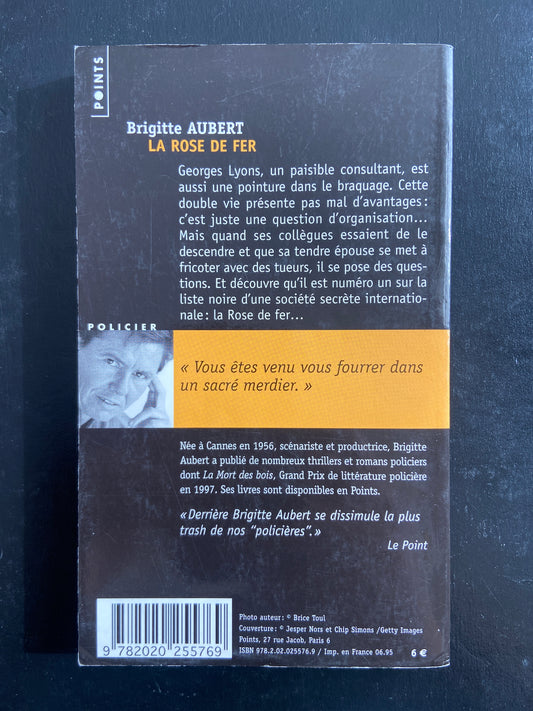 POINTS
Brigitte AUBERT
LA ROSE DE FER
Georges Lyons, un paisible consultant, est
aussi une pointure dans le braquage. Cette
double vie présente pas mal d'avantages :
c'est juste une question d'organisation...
Mais quand ses collègues essaient de le
descendre et que sa tendre épouse se met à
fricoter avec des tueurs, il se pose des ques-
tions. Et découvre qu'il est numéro un sur la
liste noire d'une société secrète internatio-
nale : la Rose de fer...
POLICIER
« Vous êtes venu vous fourrer dans
un sacré merdier. »
Née à Cannes en 1956, scénariste et productrice, Brigitte
Aubert a publié de nombreux thrillers et romans policiers
dont La Mort des bois, Grand Prix de littérature policière
en 1997. Ses livres sont disponibles en Points.
« Derrière Brigitte Aubert se dissimule la plus
trash de nos "policières". »
Le Point
Photo auteur : © Brice Toul
Couverture : © Jesper Nors et Chip Simons /Getty Images
Points, 27 rue Jacob, Paris 6
ISBN 978.2.02.025576.9 / Imp. en France 06.95
6 €
9 782020 255769